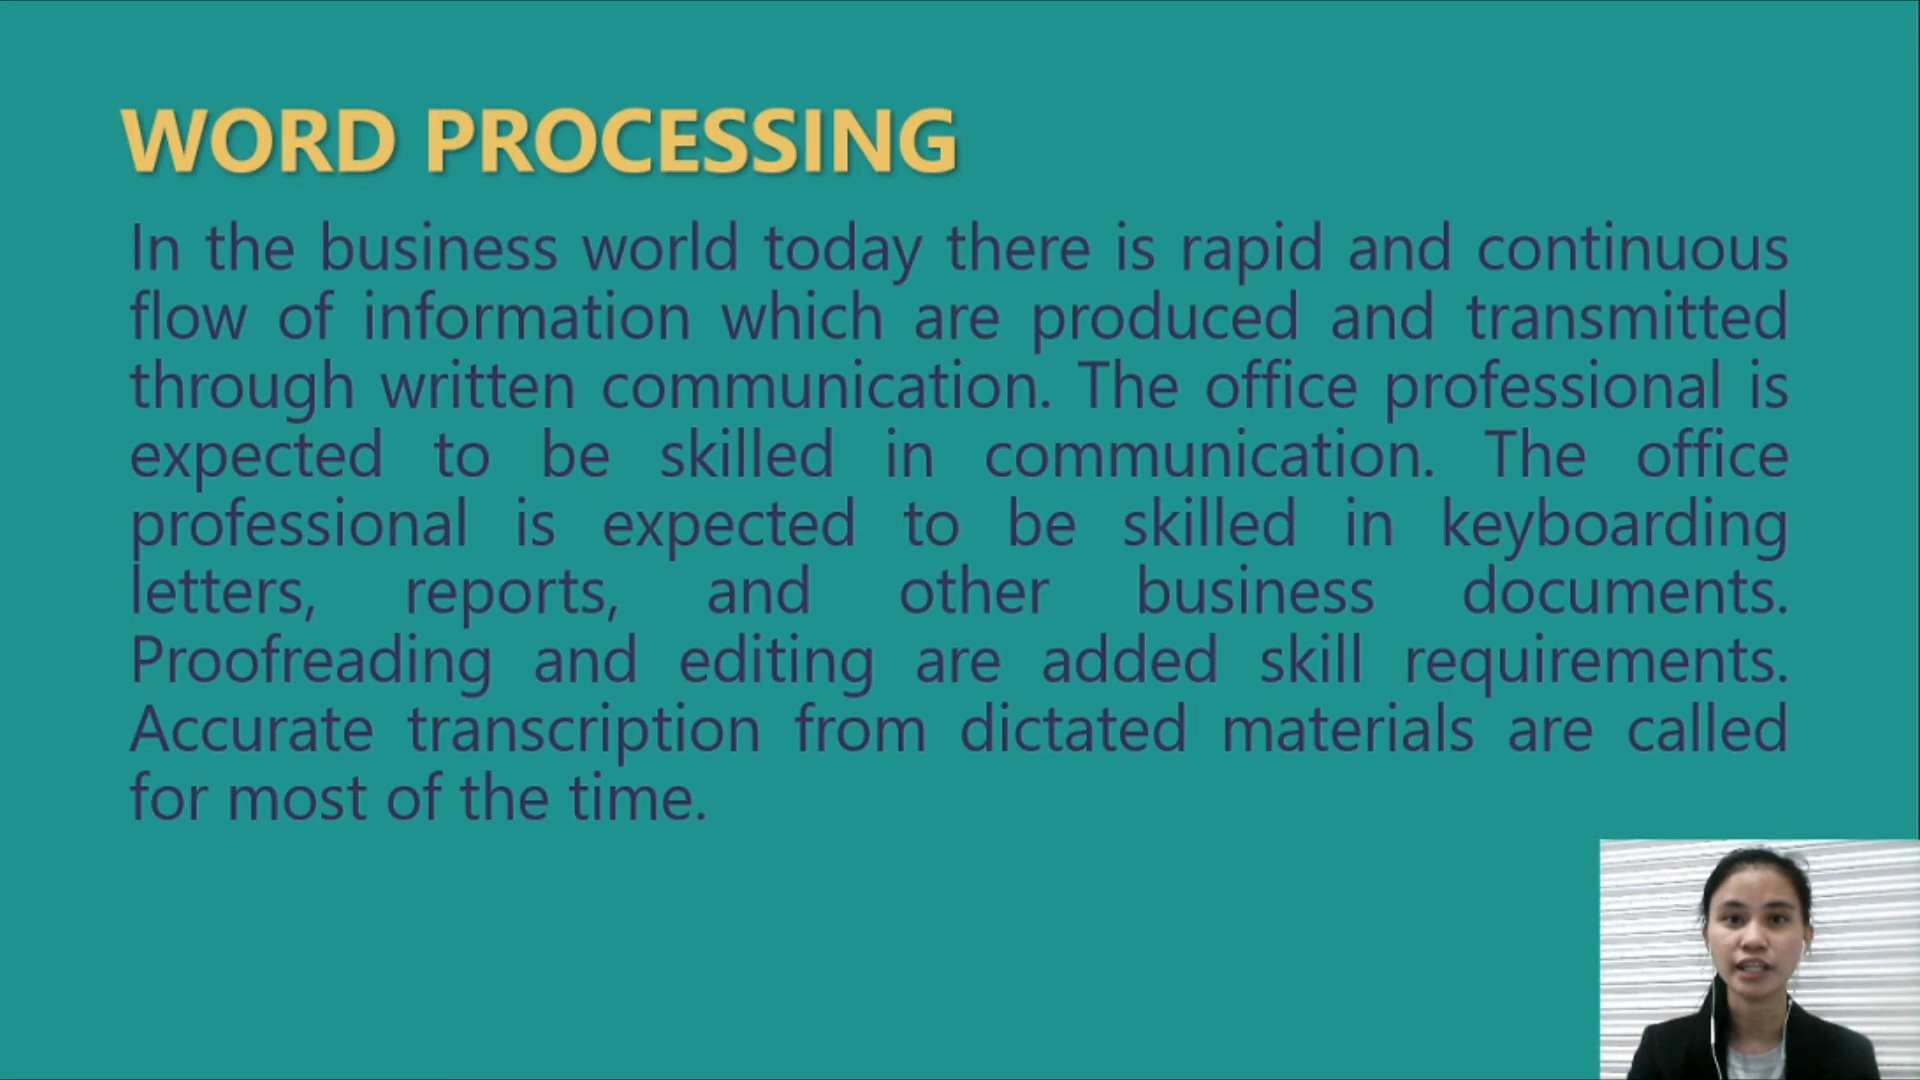 WORD PROCESSING
In the business world today there is rapid and continuous
flow of information which are produced and transmitted
through written communication. The office professional is
expected to be skilled in communication. The office
professional is expected to be skilled in keyboarding
letters, reports, and other business documents.
Proofreading and editing are added skill requirements.
Accurate transcription from dictated materials are called
for most of the time.